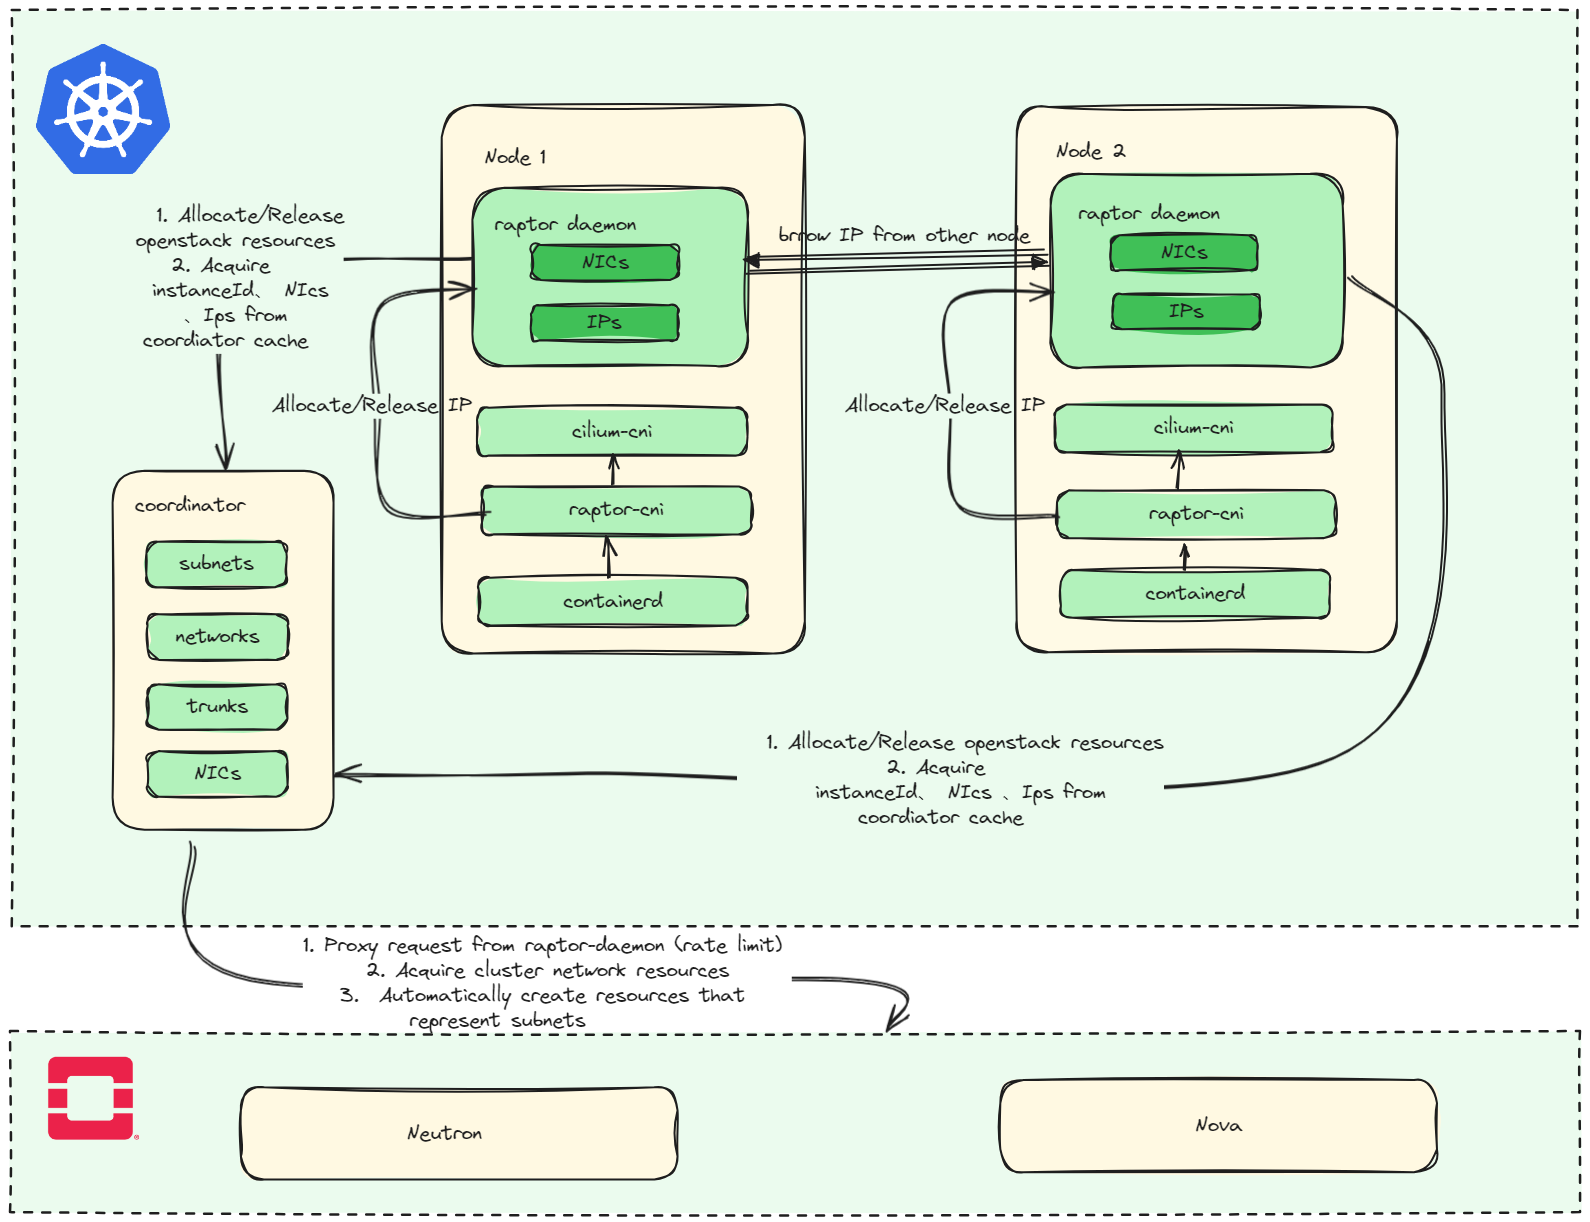 Node 1
raptor daemon
NICs
IPs
Node 2
raptor daemon
NICs
IPs
brrow IP from other node
1. Allocate/Release
openstack resources
2. Acquire
instanceId、 NIcs
、Ips from
coordiator cache
Allocate/Release IP
cilium-cni
raptor-cni
containerd
Allocate/Release IP
cilium-cni
raptor-cni
containerd
coordinator
subnets
networks
trunks
NICs
1. Allocate/Release openstack resources
2. Acquire
instanceId、 NIcs 、Ips from
coordiator cache
1. Proxy request from raptor-daemon (rate limit)
2. Acquire cluster network resources
3. Automatically create resources that
represent subnets
Neutron
Nova